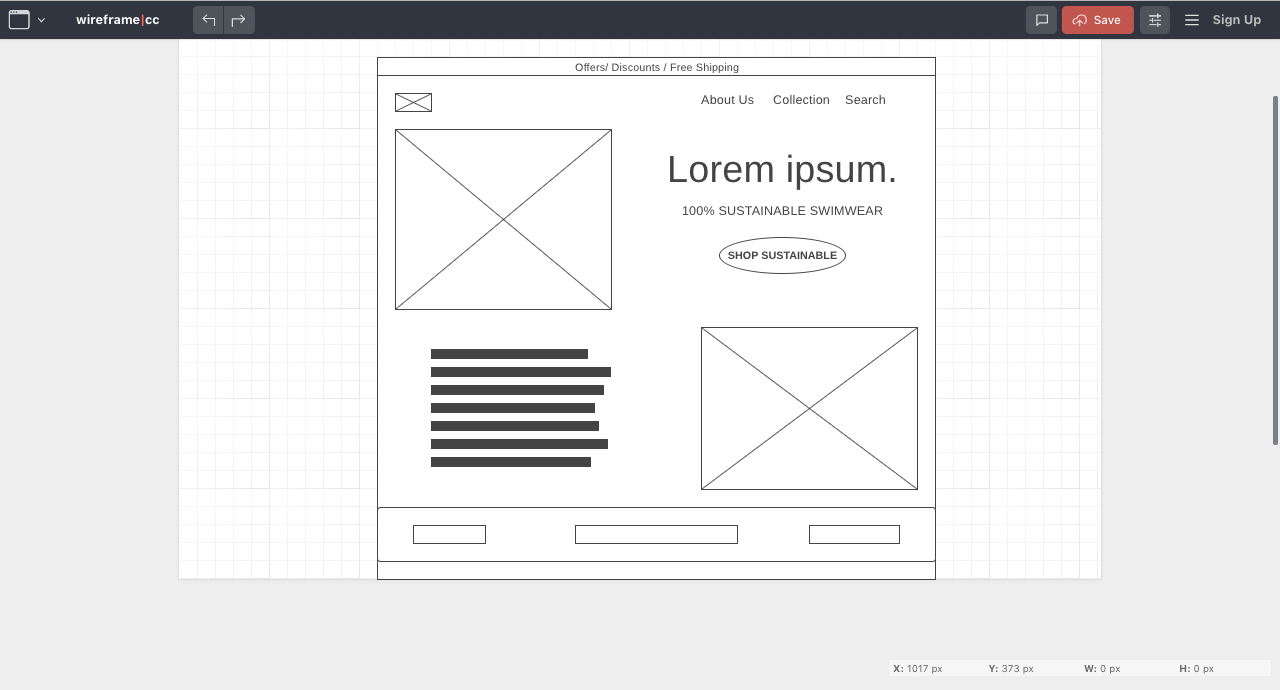 wireframe|cc
Save
Sign Up
Offers/ Discounts / Free Shipping
About Us Collection Search
Lorem ipsum.
100% SUSTAINABLE SWIMWEAR
SHOP SUSTAINABLE
X: 1017 px Y: 373 px W: 0 px H: 0 px